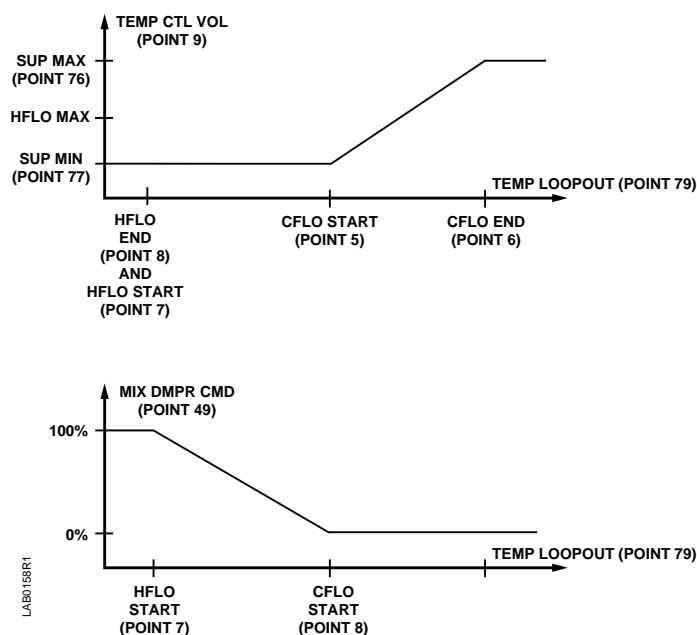 TEMP CTL VOL
(POINT 9)
SUP MAX
(POINT 76)
HFLO MAX
SUP MIN
(POINT 77)
TEMP LOOPOUT (POINT 79)
HFLO
END
(POINT 8)
AND
HFLO START
(POINT 7)
CFLO START
(POINT 5)
CFLO END
(POINT 6)
MIX DMPR CMD
(POINT 49)
100%
0%
TEMP LOOPOUT (POINT 79)
HFLO
START
(POINT 7)
CFLO
START
(POINT 8)
LAB0158R1